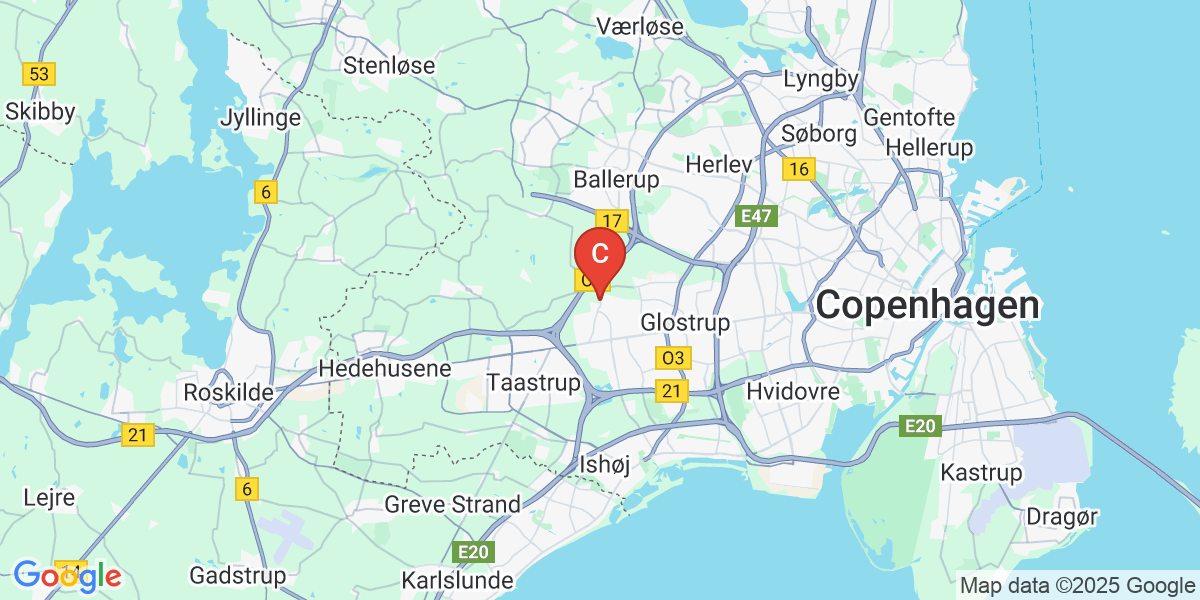 Værløse
Stenløse
53
Lyngby
Skibby
Jyllinge
Gentofte
Søborg
Hellerup
Herlev
16
Ballerup
6
17
E47
C
Copenhagen
Glostrup
O3
Hedehusene
Taastrup
Roskilde
21
Hvidovre
21
E20
Ishøj
Kastrup
6
Lejre
Greve Strand
Dragør
E20
Gadstrup
Karlslunde
Google
Map data ©2025 Google